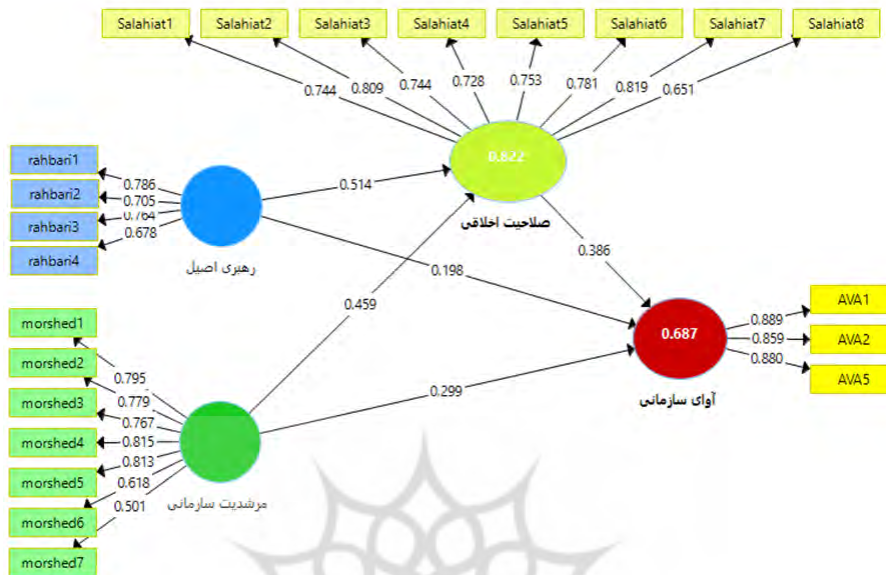 Salahiat1 Salahiat2 Salahiat3 Salahiat4 Salahiat5 Salahiat6 Salahiat7 Salahiat8
0.744 0.809 0.744 0.728 0.753 0.781 0.819 0.651
0.822
صلاحیت اخلاقی
rahbari1
rahbari2
rahbari3
rahbari4
0.786
0.705
0.764
0.678
رهبری اصیل
0.514
0.198
0.386
0.459
0.299
morshed1
morshed2
morshed3
morshed4
morshed5
morshed6
morshed7
0.795
0.779
0.767
0.815
0.813
0.618
0.501
مرشدیت سازمانی
0.687
آوای سازمانی
0.889
0.859
0.880
AVA1
AVA2
AVA5